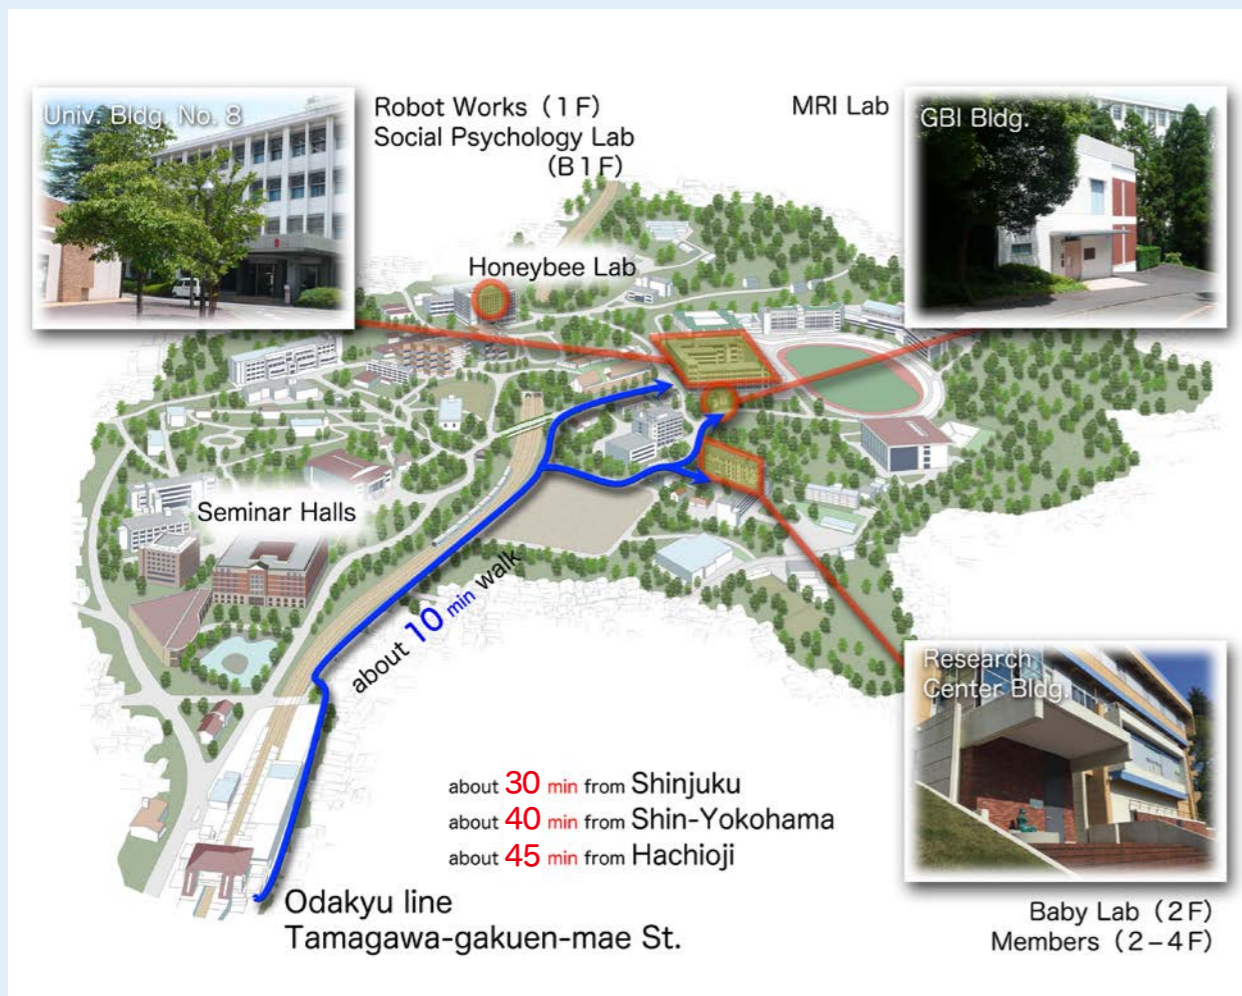 Univ. Bldg. No. 8
Robot Works (1F)
Social Psychology Lab
(B1F)
MRI Lab
GBI Bldg.
Honeybee Lab
Seminar Halls
about 10 min walk
Research
Center Bldg.
about 30 min from Shinjuku
about 40 min from Shin-Yokohama
about 45 min from Hachioji
Odakyu line
Tamagawa-gakuen-mae St.
Baby Lab (2F)
Members (2-4F)